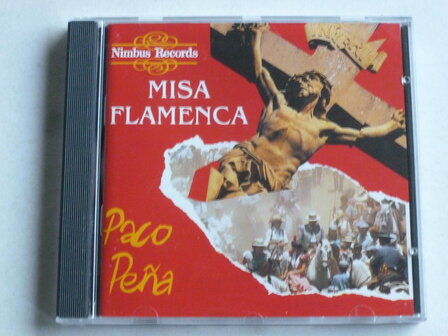 Nimbus Records
MISA
FLAMENCA
Paco
Peña